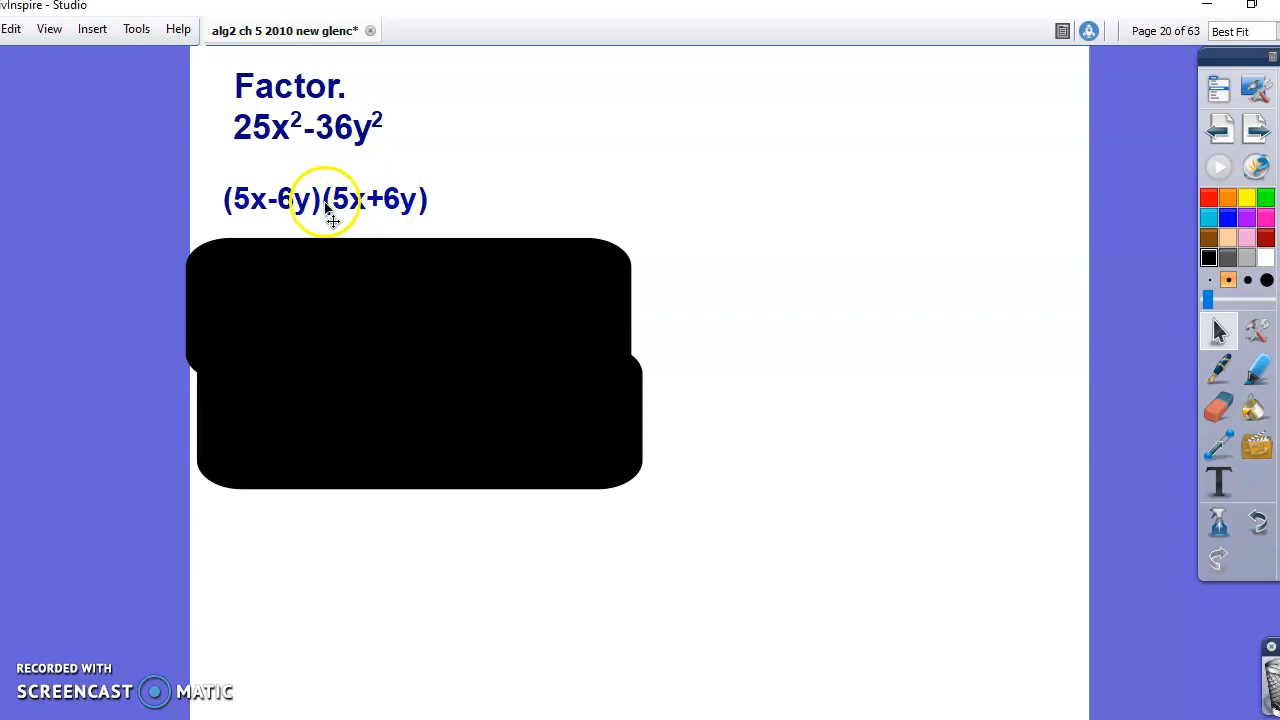 vInspire - Studio
Edit View Insert Tools Help
alg2 ch 5 2010 new glenc*
Page 20 of 63
Best Fit
Factor.
25x²-36y²
(5x-6y)(5x+6y)
T
RECORDED WITH
SCREENCAST MATIC